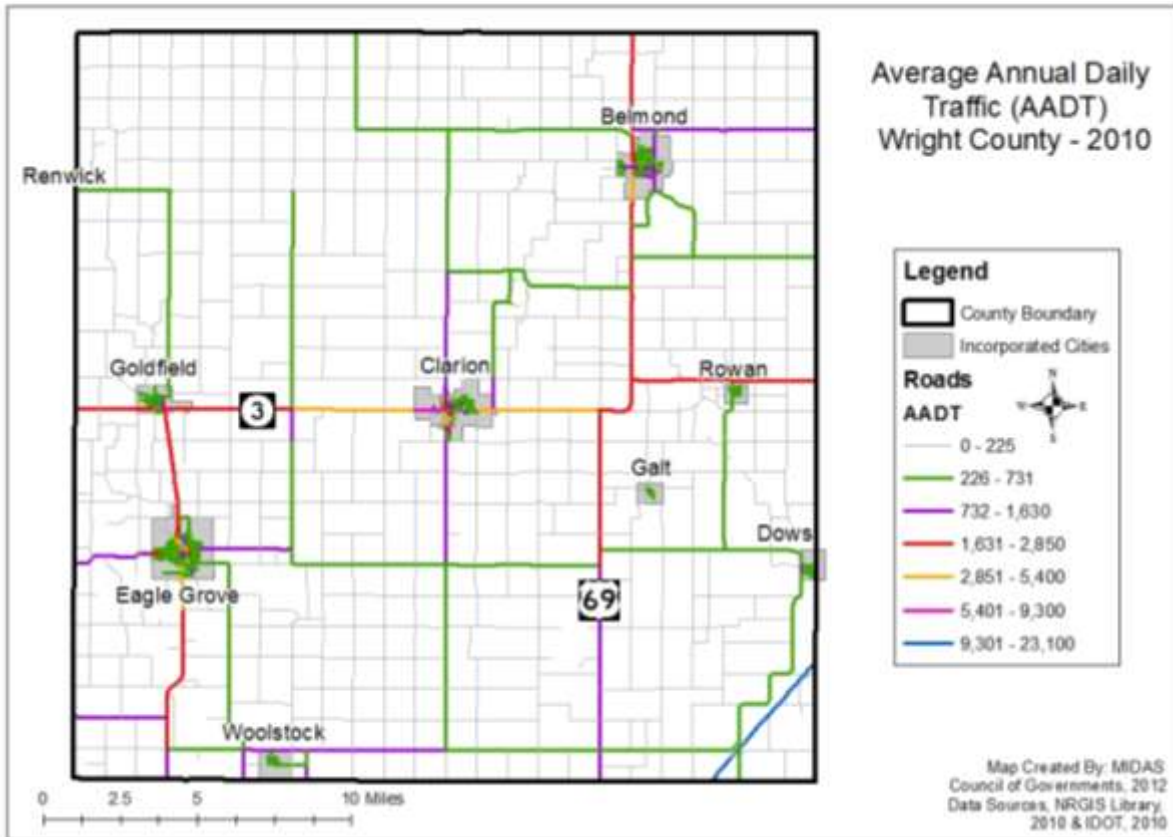 Average Annual Daily
Traffic (AADT)
Wright County - 2010
Belmond
Renwick
Goldfield
Clarion
Rowan
3
Galt
Dows
Eagle Grove
69
Woolstock
Legend
County Boundary
Incorporated Cities
Roads
AADT
N
W
E
S
0 - 225
226 - 731
732 - 1,630
1,631 - 2,850
2,851 - 5,400
5,401 - 9,300
9,301 - 23,100
0 2.5 5 10 Miles
Map Created By: MIDAS
Council of Governments, 2012
Data Sources, NRGIS Library,
2010 & IDOT, 2010